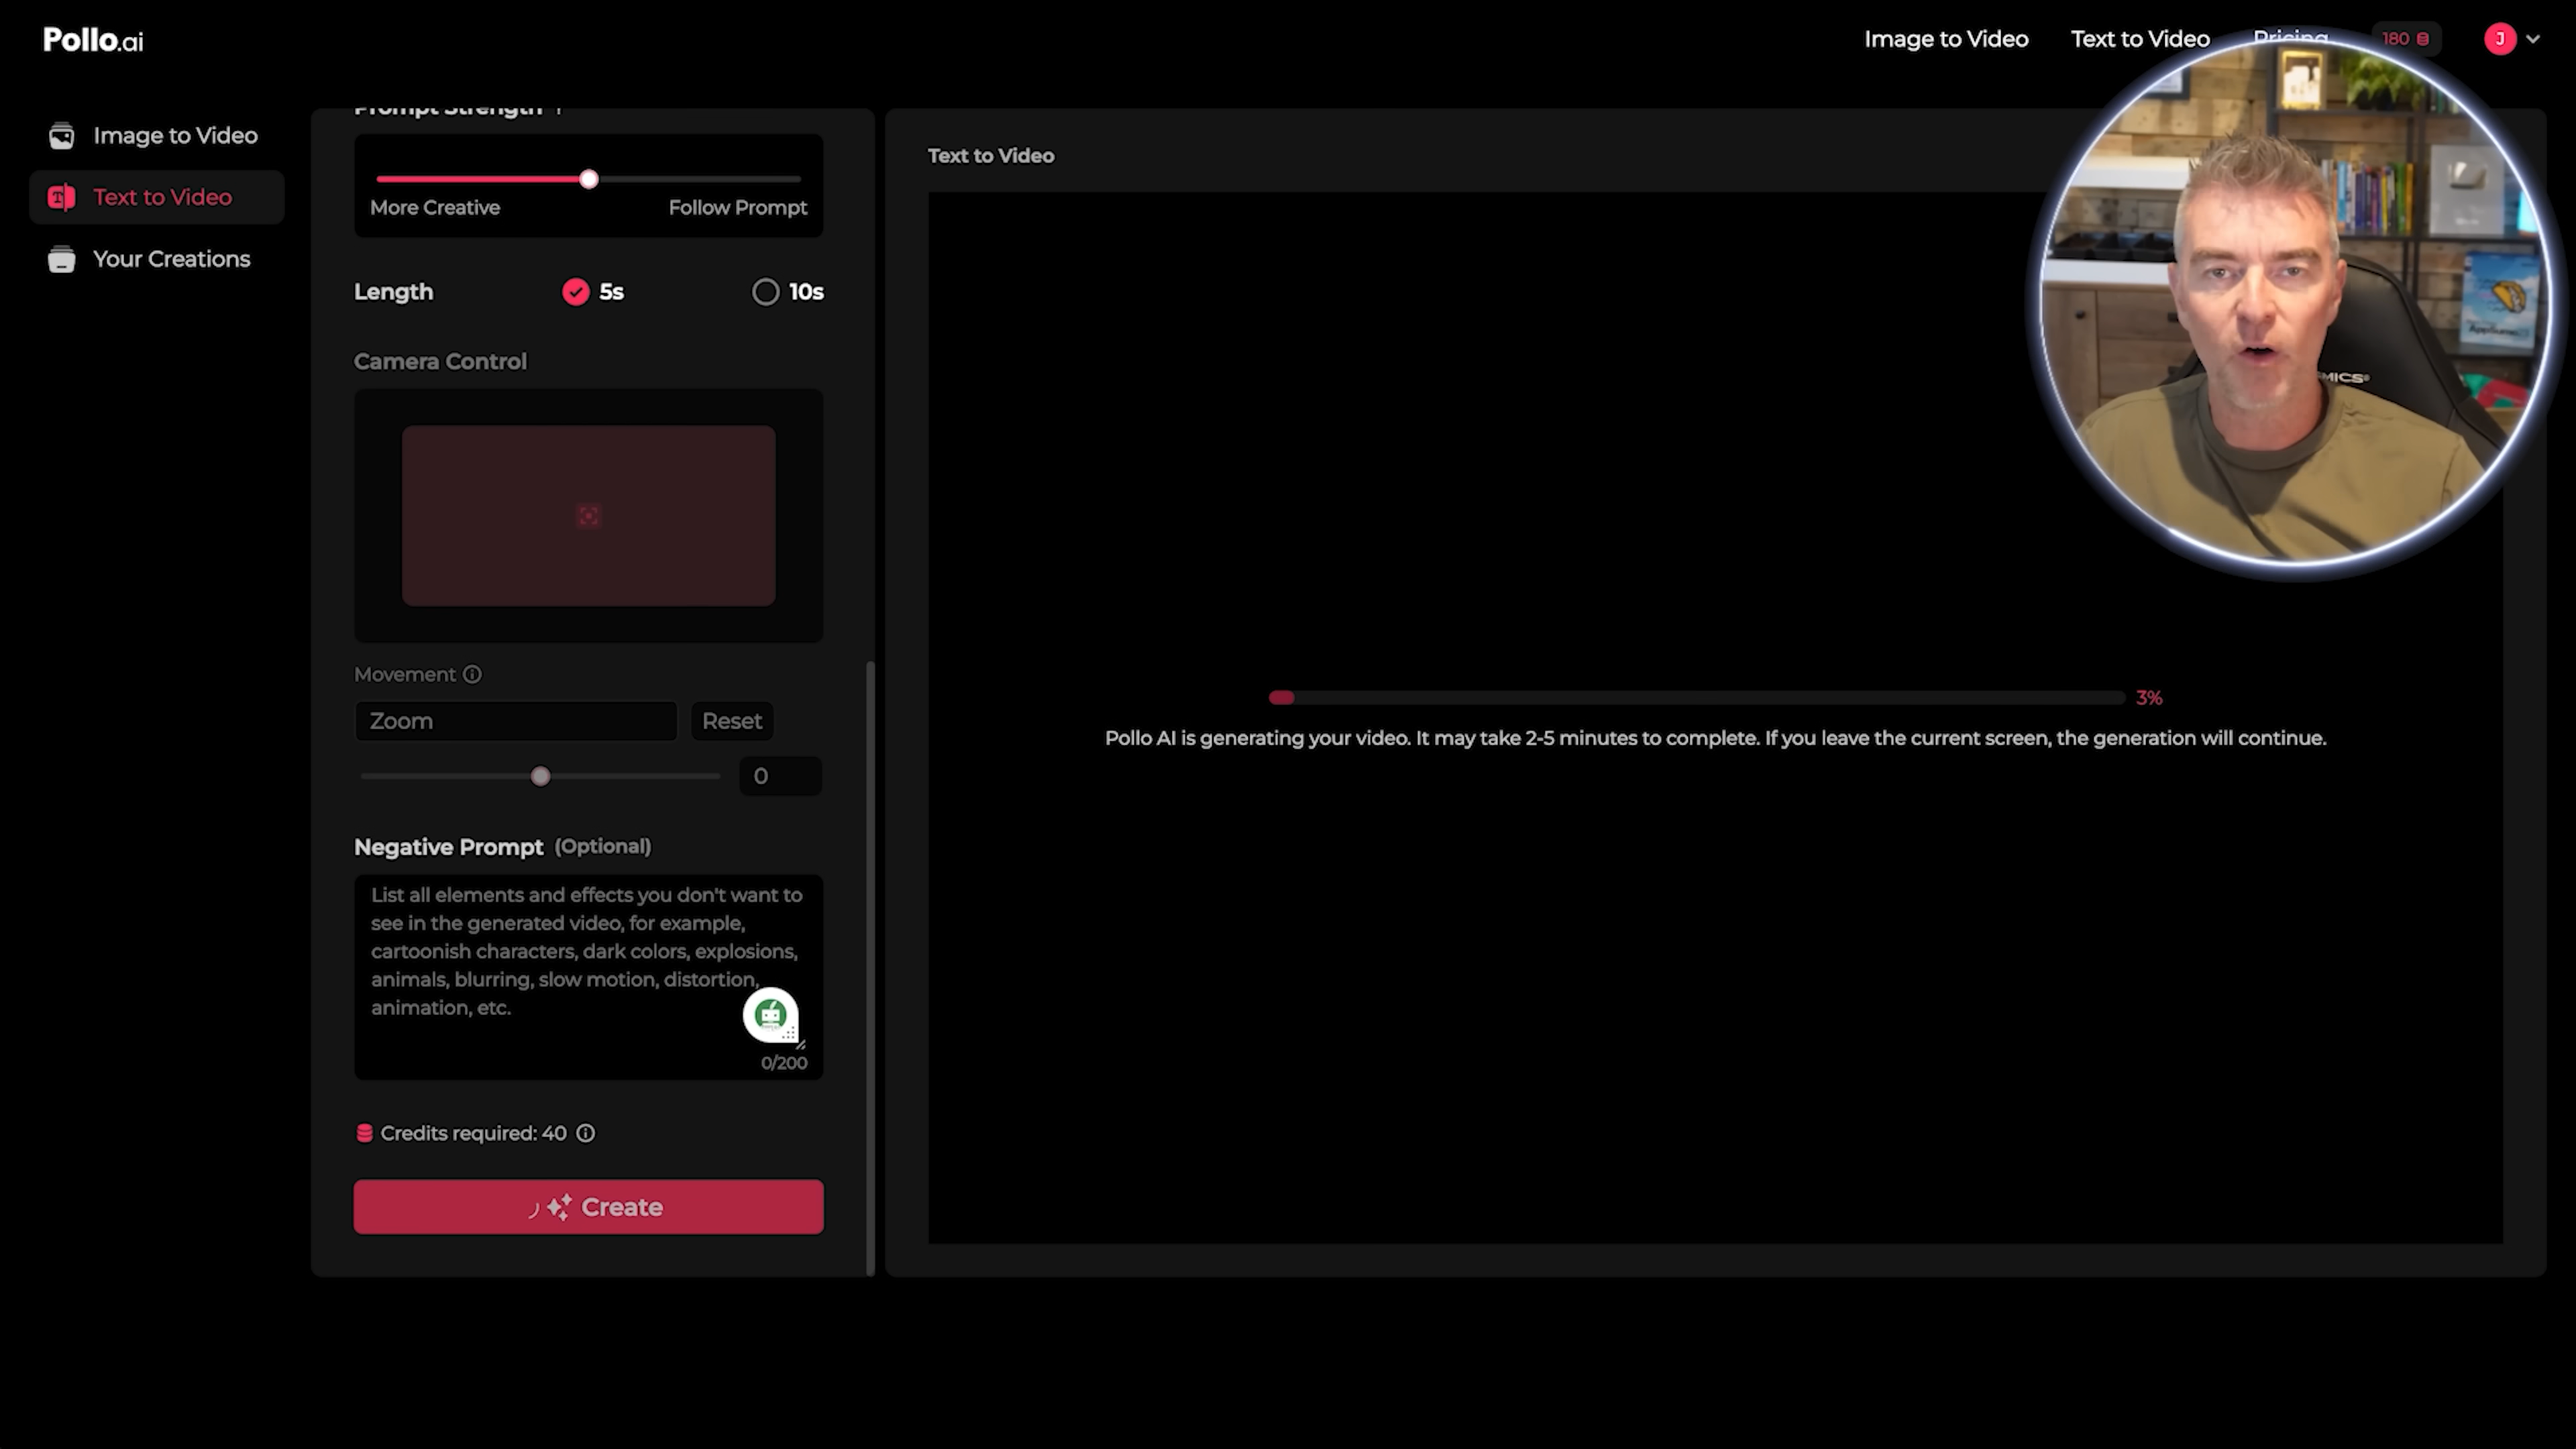 Pollo.ai
Image to Video
Text to Video
Pricing
180
J
Image to Video
Text to Video
Your Creations
Prompt Strength
More Creative
Follow Prompt
Length
5s
10s
Camera Control
Movement
Zoom
Reset
0
Negative Prompt (Optional)
List all elements and effects you don't want to
see in the generated video, for example,
cartoonish characters, dark colors, explosions,
animals, blurring, slow motion, distortion,
animation, etc.
0/200
Credits required: 40
Create
Text to Video
3%
Pollo AI is generating your video. It may take 2-5 minutes to complete. If you leave the current screen, the generation will continue.
MICS